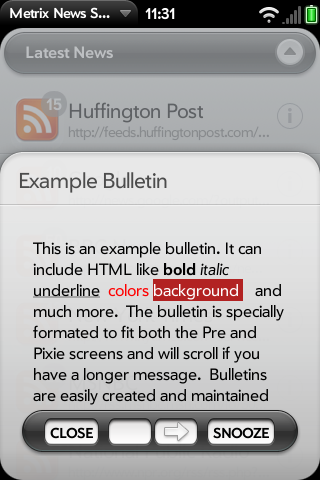 Metrix News S...
11:31
Latest News
15
Huffington Post
http://feeds.huffingtonpost.com/...
Example Bulletin
This is an example bulletin. It can
include HTML like bold italic
underline colors background and
much more. The bulletin is specially
formated to fit both the Pre and
Pixie screens and will scroll if you
have a longer message. Bulletins
are easily created and maintained
CLOSE SNOOZE